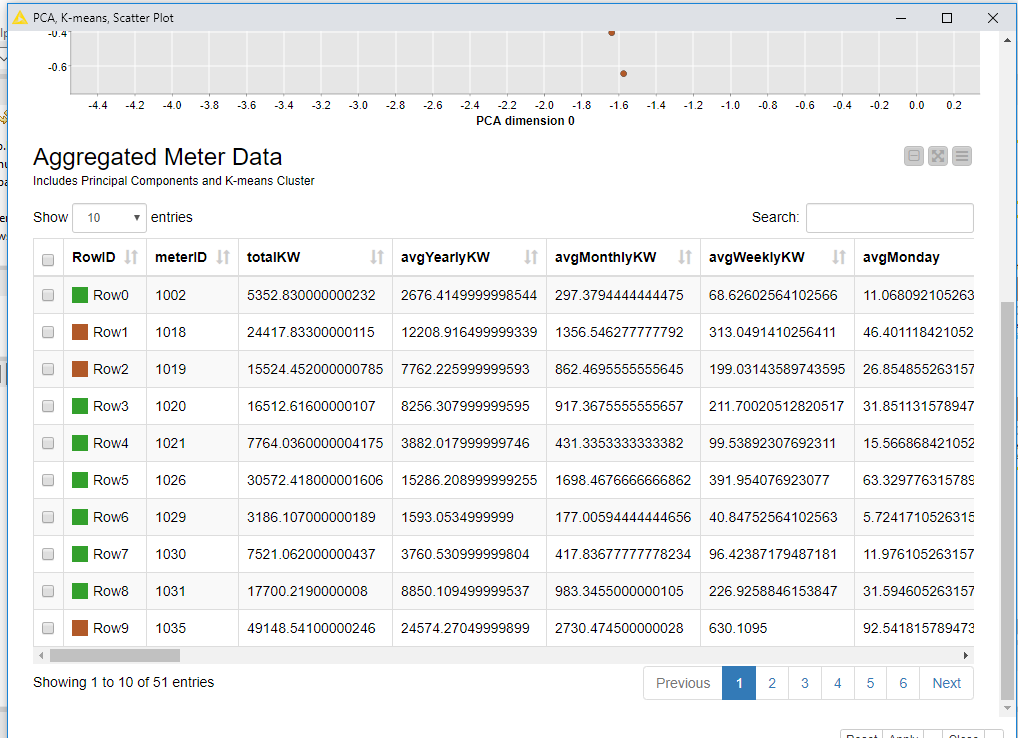 PCA, K-means, Scatter Plot
-0.4
-0.6
-4.4 -4.2 -4.0 -3.8 -3.6 -3.4 -3.2 -3.0 -2.8 -2.6 -2.4 -2.2 -2.0 -1.8 -1.6 -1.4 -1.2 -1.0 -0.8 -0.6 -0.4 -0.2 0.0 0.2
PCA dimension 0
Aggregated Meter Data
Includes Principal Components and K-means Cluster
Show 10 entries Search:
RowID meterID totalKW avgYearlyKW avgMonthlyKW avgWeeklyKW avgMonday
Row0 1002 5352.830000000232 2676.4149999998544 297.3794444444475 68.62602564102566 11.068092105263
Row1 1018 24417.83300000115 12208.916499999339 1356.546277777792 313.0491410256411 46.401118421052
Row2 1019 15524.452000000785 7762.225999999593 862.4695555555645 199.03143589743595 26.854855263157
Row3 1020 16512.61600000107 8256.307999999595 917.3675555555657 211.70020512820517 31.851131578947
Row4 1021 7764.0360000004175 3882.017999999746 431.3353333333382 99.53892307692311 15.566868421052
Row5 1026 30572.418000001606 15286.208999999255 1698.4676666666862 391.954076923077 63.329776315789
Row6 1029 3186.107000000189 1593.0534999999 177.00594444444656 40.84752564102563 5.7241710526315
Row7 1030 7521.062000000437 3760.530999999804 417.83677777778234 96.42387179487181 11.976105263157
Row8 1031 17700.2190000008 8850.109499999537 983.3455000000105 226.9258846153847 31.594605263157
Row9 1035 49148.54100000246 24574.27049999899 2730.474500000028 630.1095 92.541815789473
Showing 1 to 10 of 51 entries Previous 1 2 3 4 5 6 Next
Reset Apply Close